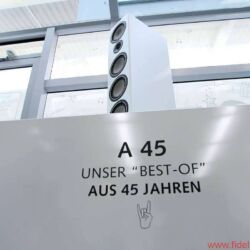 A 45
UNSER "BEST-OF"
AUS 45 JAHREN